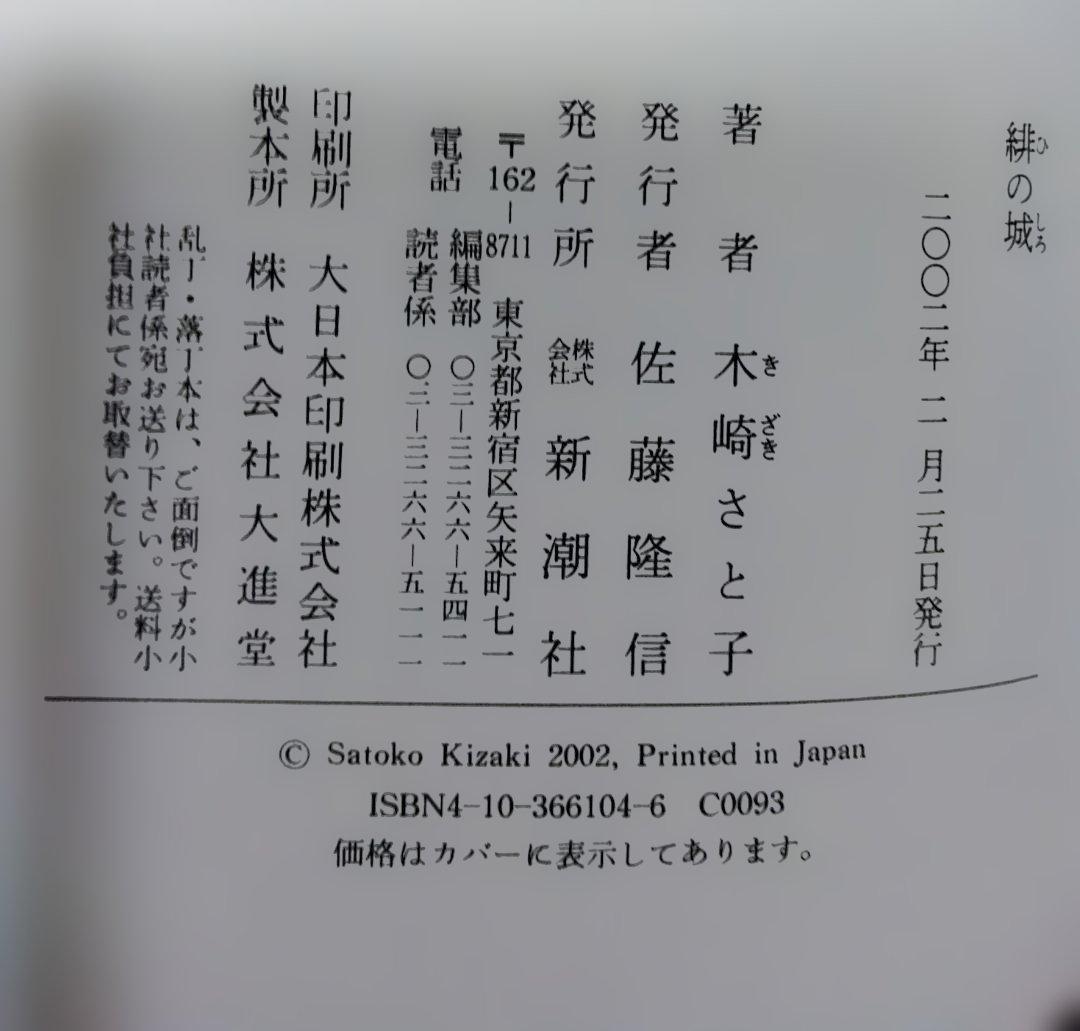 緋の城
二〇〇二年 二 月二五日発行
著 者 木崎さと子
発行者 佐藤隆信
発行所 株式会社 新潮社
〒162-8711 東京都新宿区矢来町七一
電話 編集部 〇三-三二六六-五四一一
読者係 〇三-三二六六-五一一一
印刷所 大日本印刷株式会社
製本所 株式会社大進堂
乱丁・落丁本は、ご面倒ですが小
社読者係宛お送り下さい。送料小
社負担にてお取替いたします。
© Satoko Kizaki 2002, Printed in Japan
ISBN4-10-366104-6 C0093
価格はカバーに表示してあります。